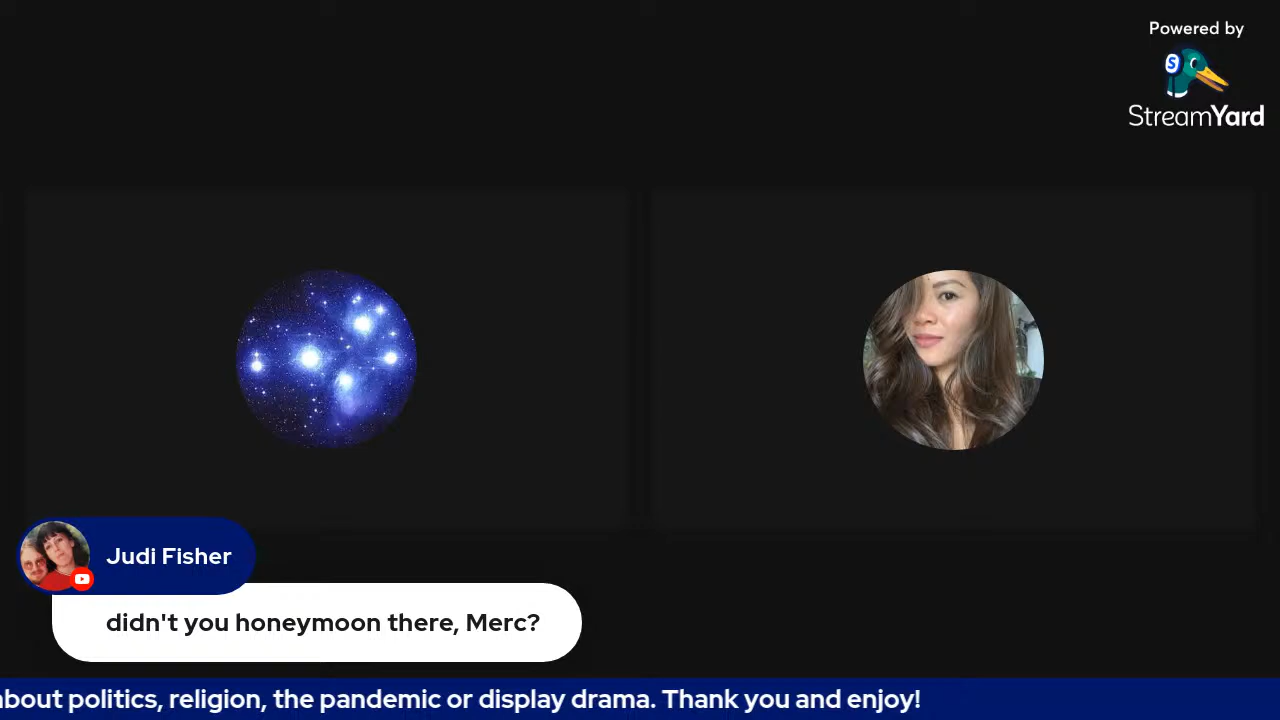 Powered by
S
StreamYard
Judi Fisher
didn't you honeymoon there, Merc?
about politics, religion, the pandemic or display drama. Thank you and enjoy!